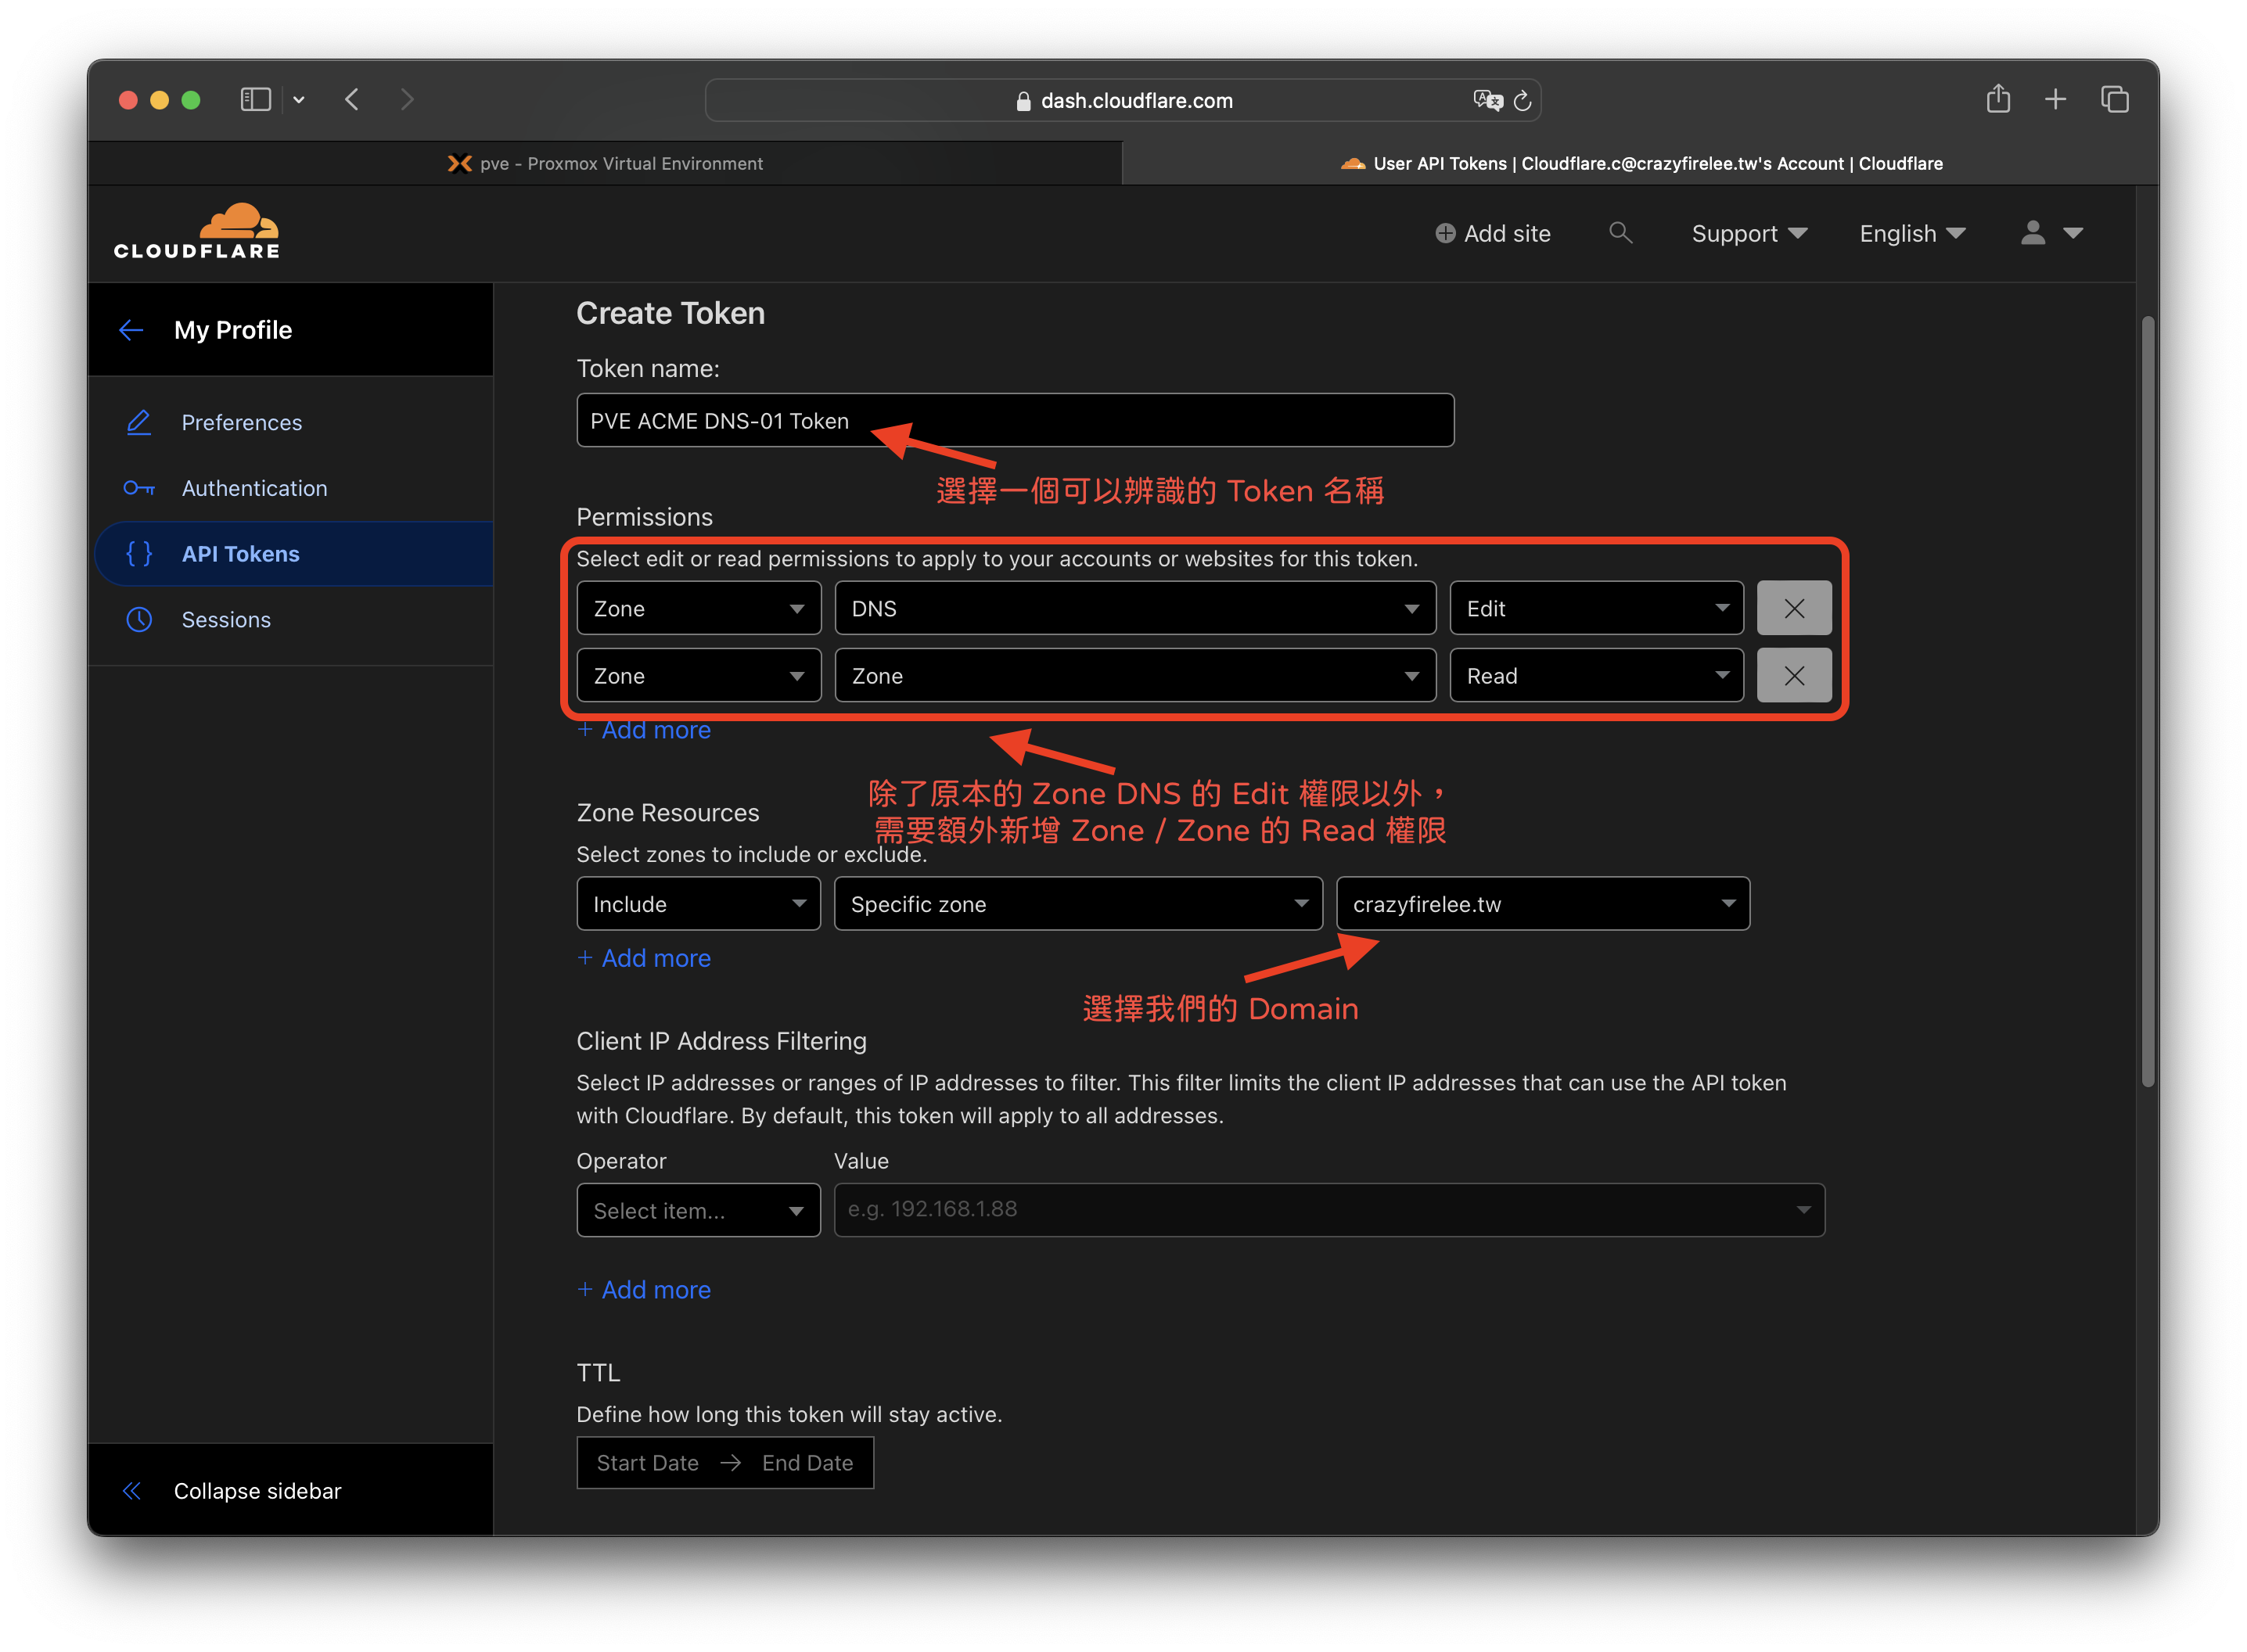 dash.cloudflare.com
pve - Proxmox Virtual Environment
User API Tokens | Cloudflare.c@crazyfirelee.tw's Account | Cloudflare
CLOUDFLARE
Add site
Support
English
My Profile
Preferences
Authentication
API Tokens
Sessions
Collapse sidebar
Create Token
Token name:
PVE ACME DNS-01 Token
選擇一個可以辨識的 Token 名稱
Permissions
Select edit or read permissions to apply to your accounts or websites for this token.
Zone DNS Edit
Zone Zone Read
+ Add more
除了原本的 Zone DNS 的 Edit 權限以外，
需要額外新增 Zone / Zone 的 Read 權限
Zone Resources
Select zones to include or exclude.
Include Specific zone crazyfirelee.tw
+ Add more
選擇我們的 Domain
Client IP Address Filtering
Select IP addresses or ranges of IP addresses to filter. This filter limits the client IP addresses that can use the API token
with Cloudflare. By default, this token will apply to all addresses.
Operator Value
Select item... e.g. 192.168.1.88
+ Add more
TTL
Define how long this token will stay active.
Start Date → End Date